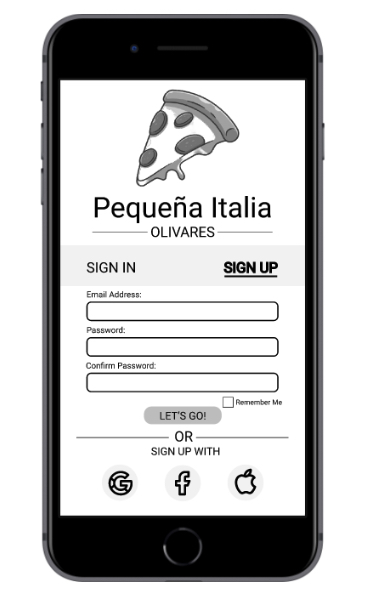 Pequeña Italia
OLIVARES
SIGN IN
SIGN UP
Email Address:
Password:
Confirm Password:
Remember Me
LET'S GO!
OR
SIGN UP WITH